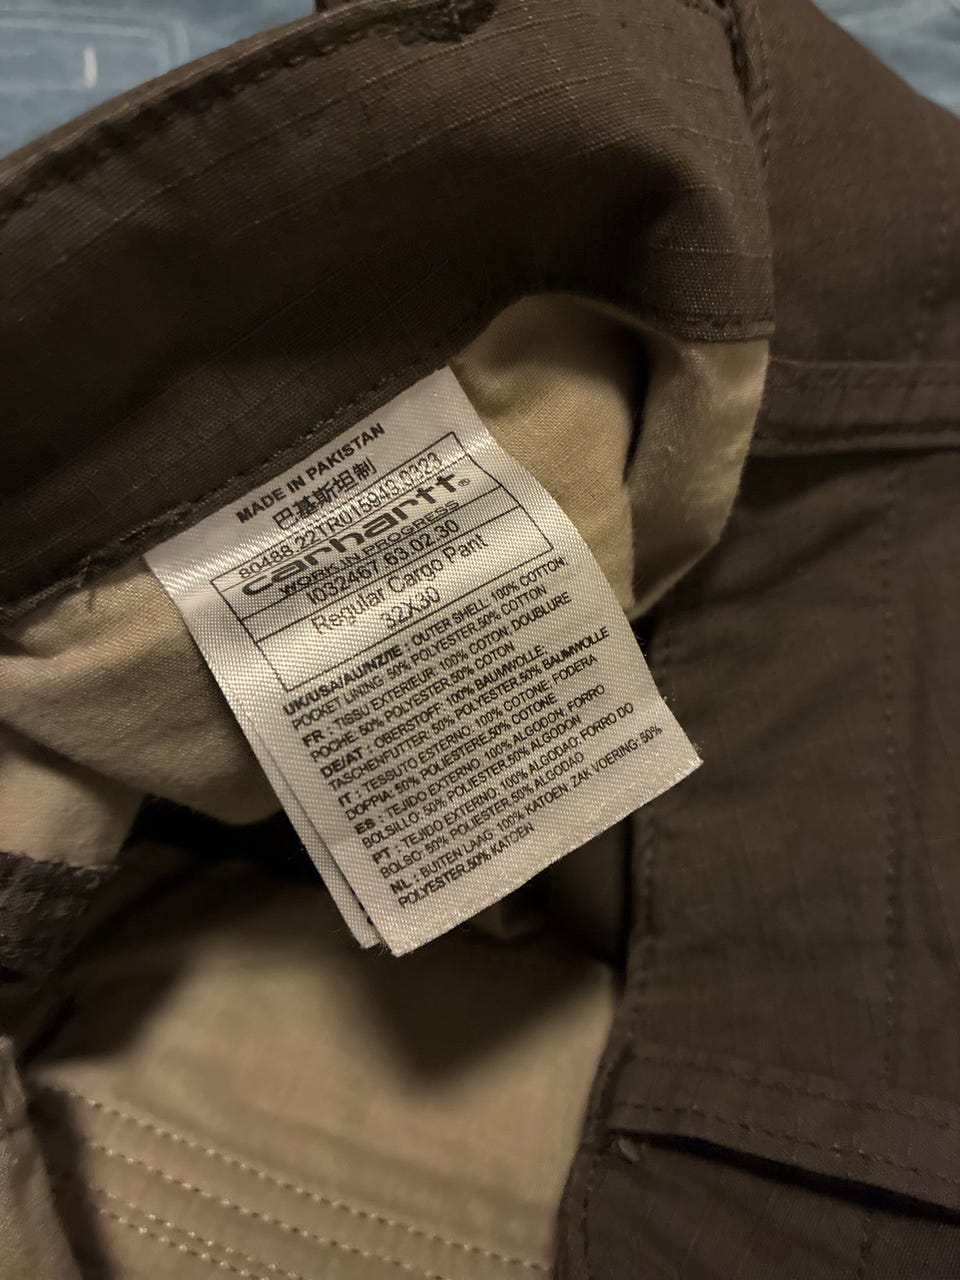 MADE IN PAKISTAN
巴基斯坦制
80488 22TR015943 0323
carhartt®
WORK IN PROGRESS
I032467 63 02 30
Regular Cargo Pant
32X30
UK/USA/AU/NZ/IE : OUTER SHELL 100% COTTON:
POCKET LINING: 50% POLYESTER,50% COTTON
FR : TISSU EXTERIEUR: 100% COTON; DOUBLURE
POCHE: 50% POLYESTER,50% COTON
DE/AT : OBERSTOFF: 100% BAUMWOLLE:
TASCHENFUTTER: 50% POLYESTER,50% BAUMWOLLE
IT : TESSUTO ESTERNO: 100% COTONE, FODERA
DOPPIA: 50% POLIESTERE,50% COTONE
ES : TEJIDO EXTERNO: 100% ALGODON, FORRO
BOLSILLO: 50% POLIESTER,50% ALGODON
PT : TEJIDO EXTERNO: 100% ALGODAO; FORRO DO
BOLSO: 50% POLIESTER,50% ALGODAO
NL : BUITEN LAAG: 100% KATOEN, ZAK VOERING: 50%
POLYESTER,50% KATOEN